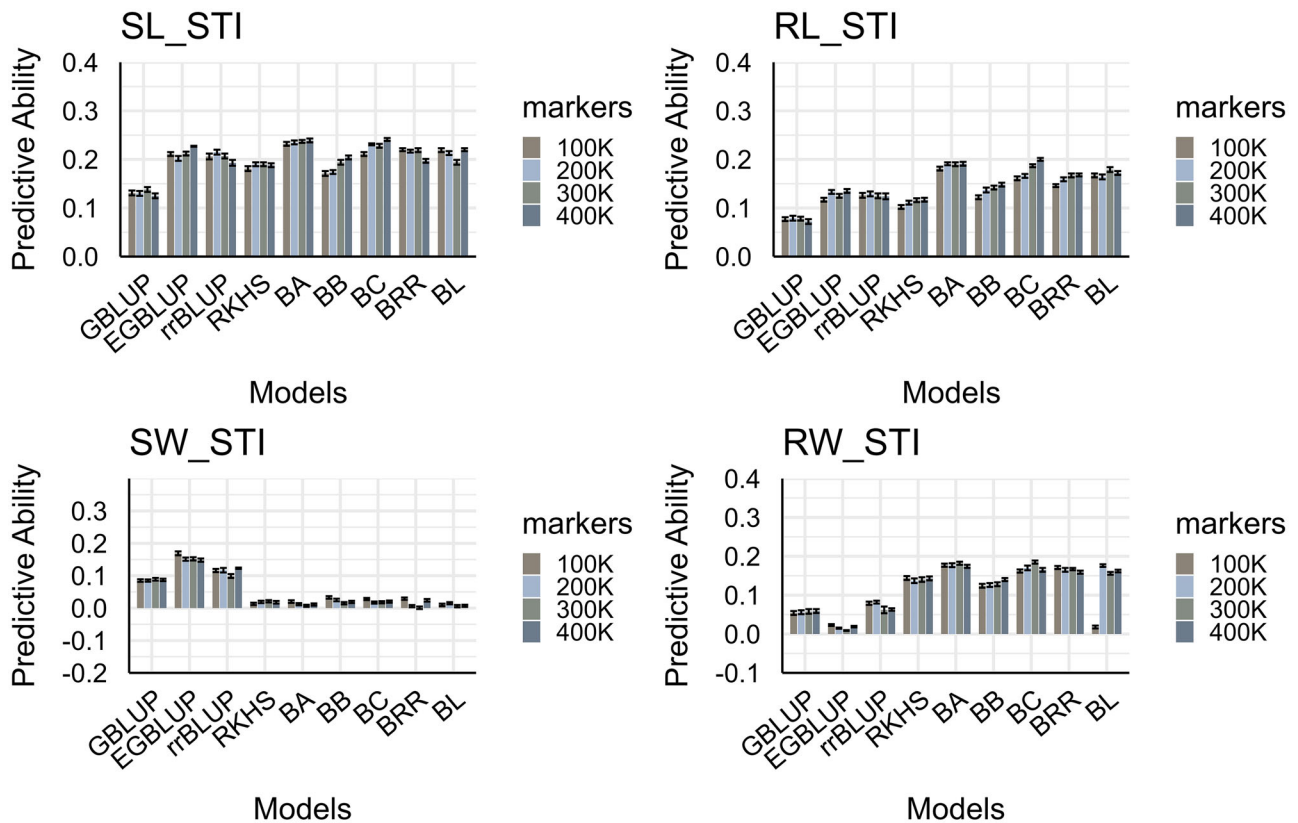 SL_STI
Predictive Ability
0.4
0.3
0.2
0.1
0.0
GBLUP
EGBLUP
rrBLUP
RKHS
BA
BB
BC
BRR
BL
Models
markers
100K
200K
300K
400K
RL_STI
Predictive Ability
0.4
0.3
0.2
0.1
0.0
GBLUP
EGBLUP
rrBLUP
RKHS
BA
BB
BC
BRR
BL
Models
markers
100K
200K
300K
400K
SW_STI
Predictive Ability
0.3
0.2
0.1
0.0
-0.1
-0.2
GBLUP
EGBLUP
rrBLUP
RKHS
BA
BB
BC
BRR
BL
Models
markers
100K
200K
300K
400K
RW_STI
Predictive Ability
0.4
0.3
0.2
0.1
0.0
-0.1
GBLUP
EGBLUP
rrBLUP
RKHS
BA
BB
BC
BRR
BL
Models
markers
100K
200K
300K
400K